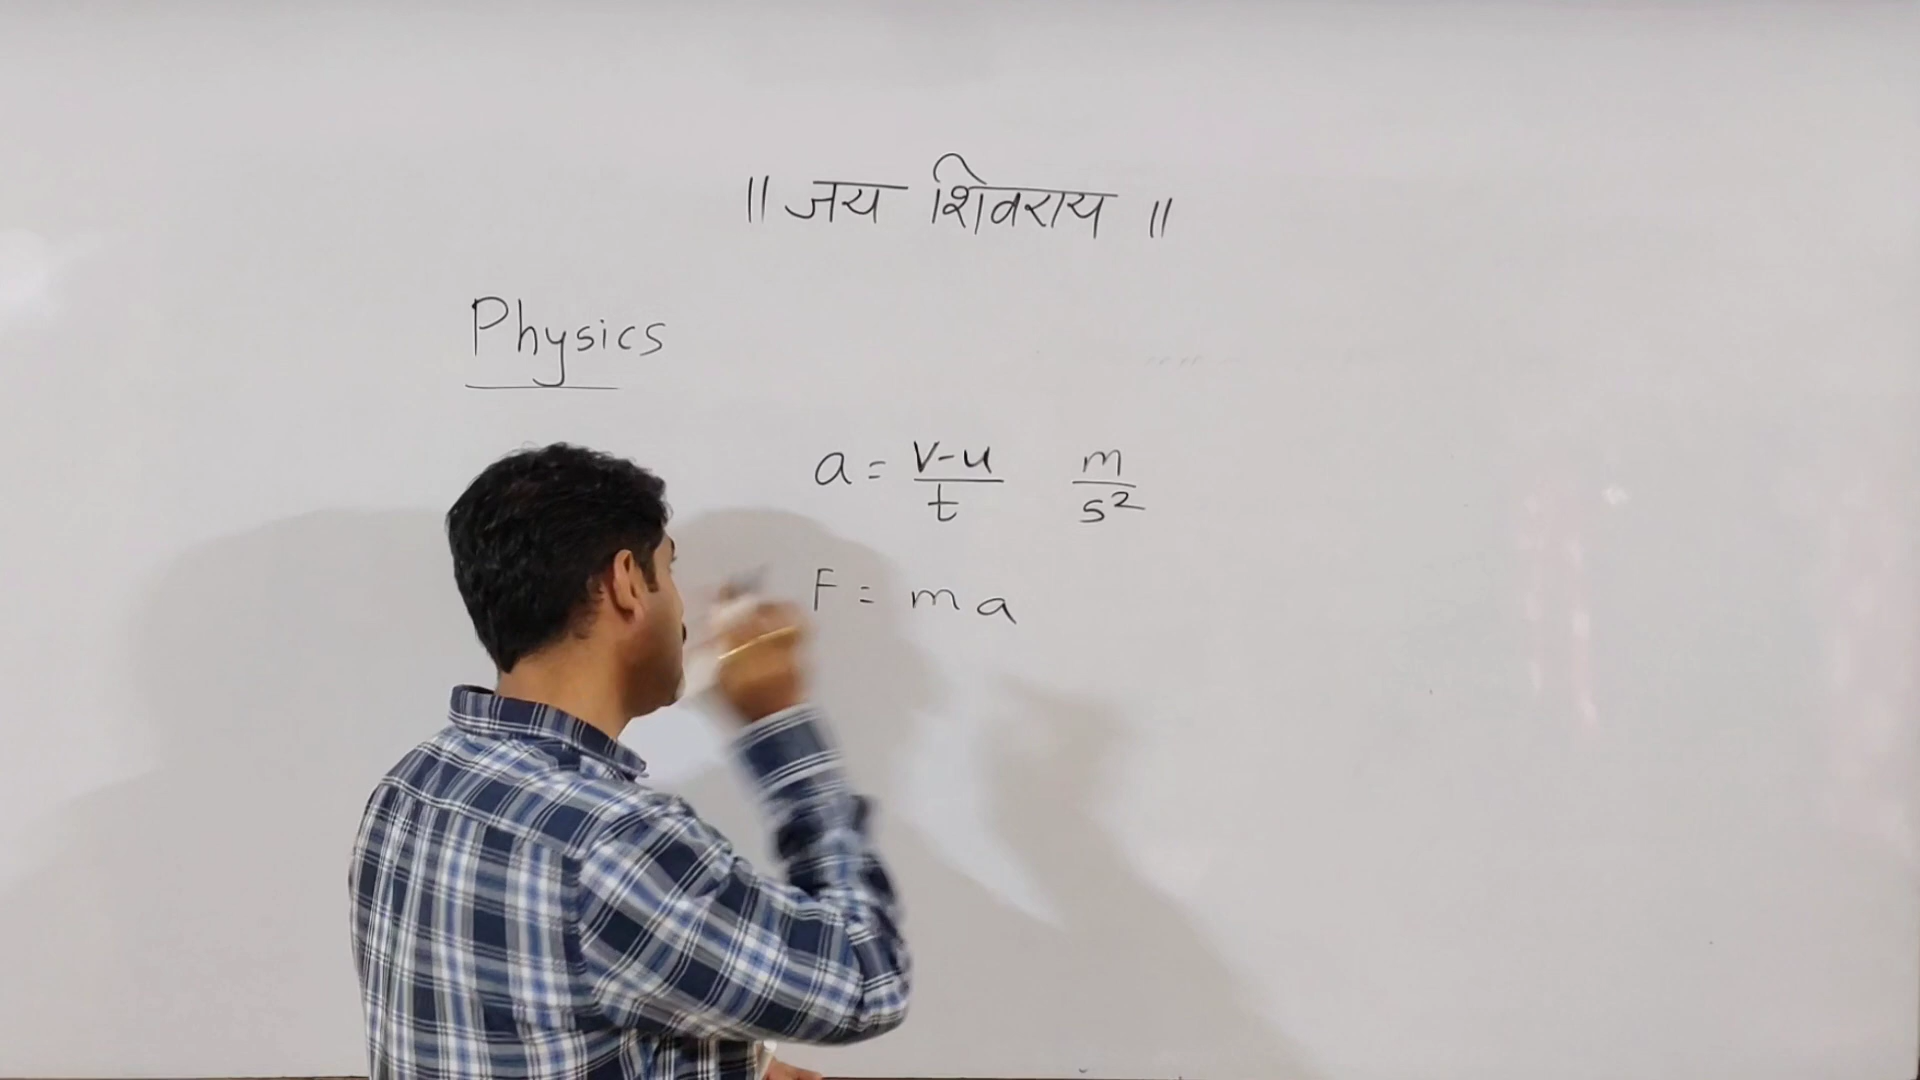 ॥ जय शिवराय ॥
Physics
a = v-u/t m/s²
F = ma